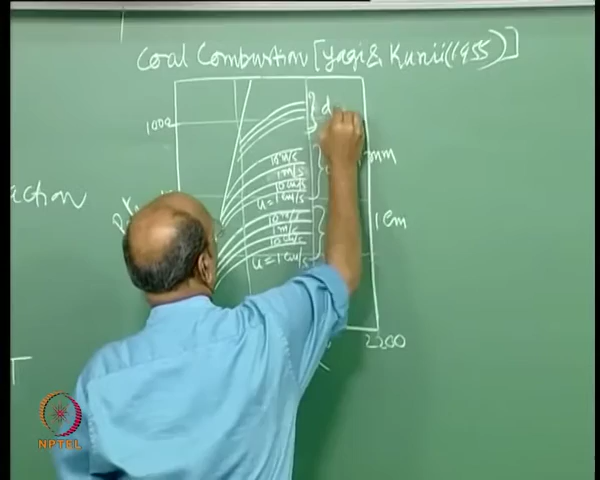 Coal Combustion [Yagi & Kunii (1955)]
1000
d
10 m/s
mm
1 m/s
10 cm/s
u = 1 cm/s
10 m/s
1 cm
1 m/s
10 cm/s
u = 1 cm/s
ction
2200
T
NPTEL